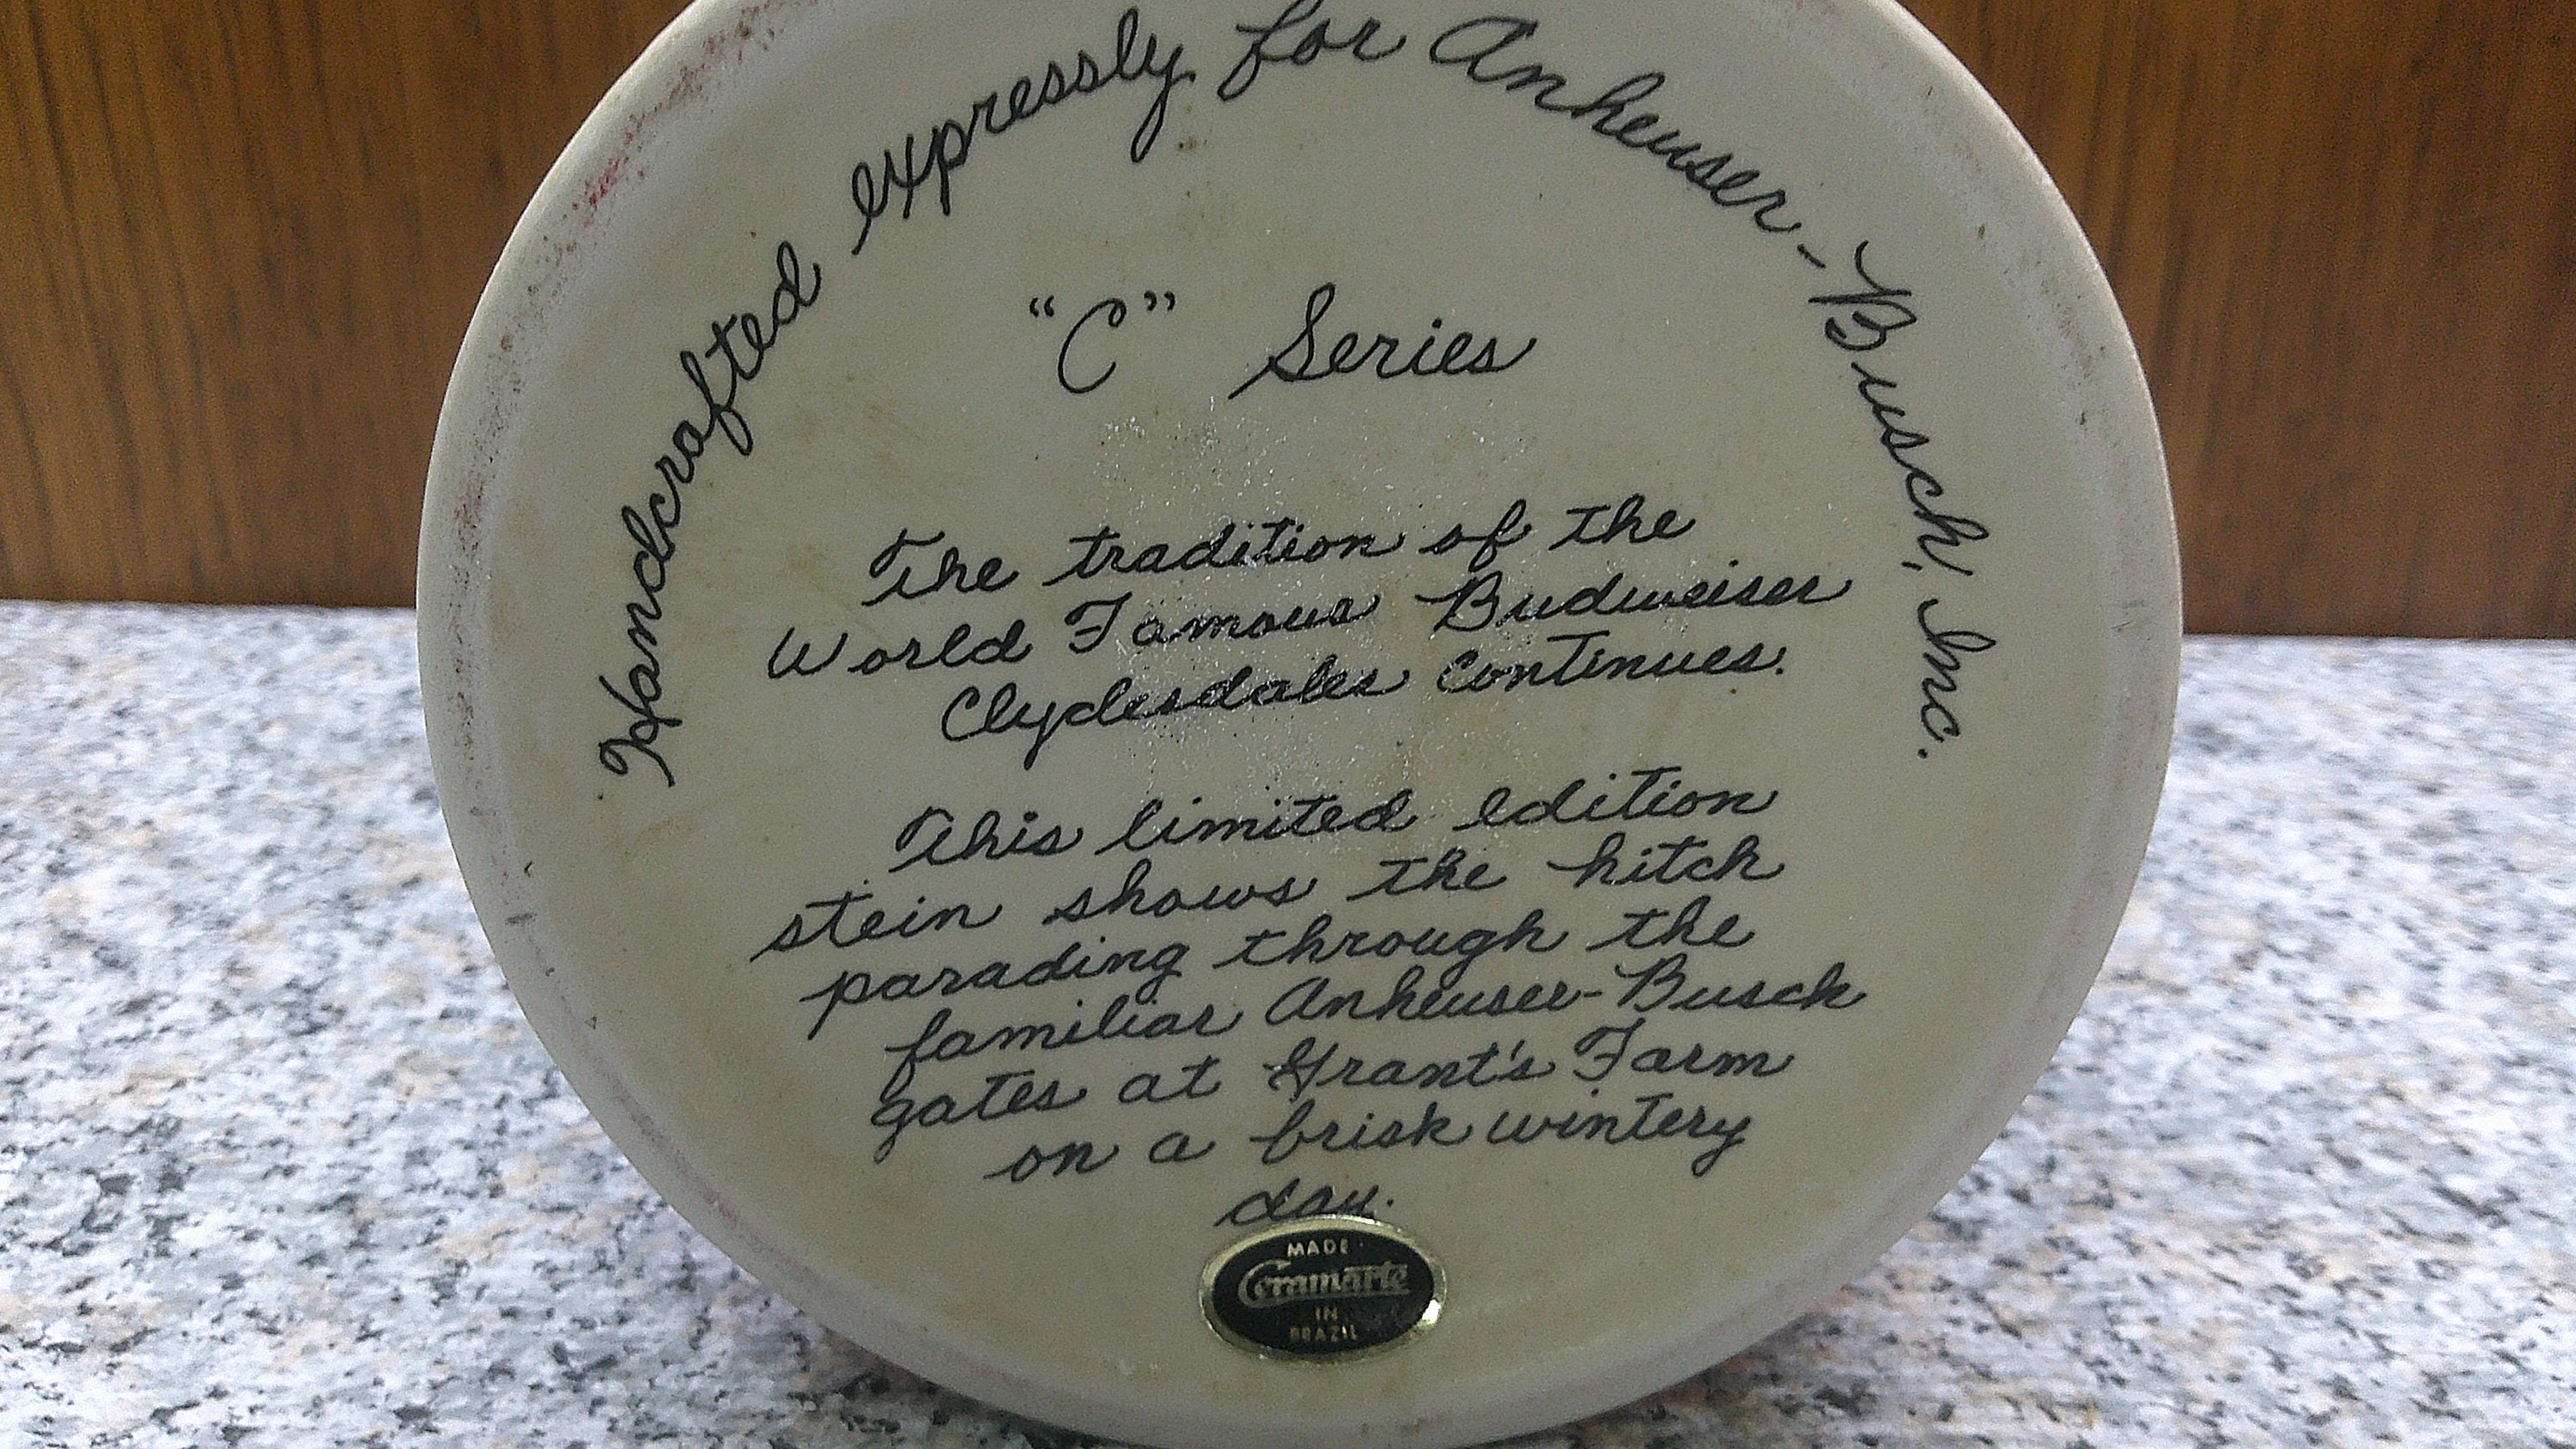 Handcrafted expressly for Anheuser-Busch, Inc.
"C" Series
The tradition of the
World Famous Budweiser
Clydesdales Continues.
This limited edition
stein shows the hitch
parading through the
familiar Anheuser-Busch
gates at Grant's Farm
on a brisk wintery
day.
MADE
Ceramarte
IN
BRAZIL